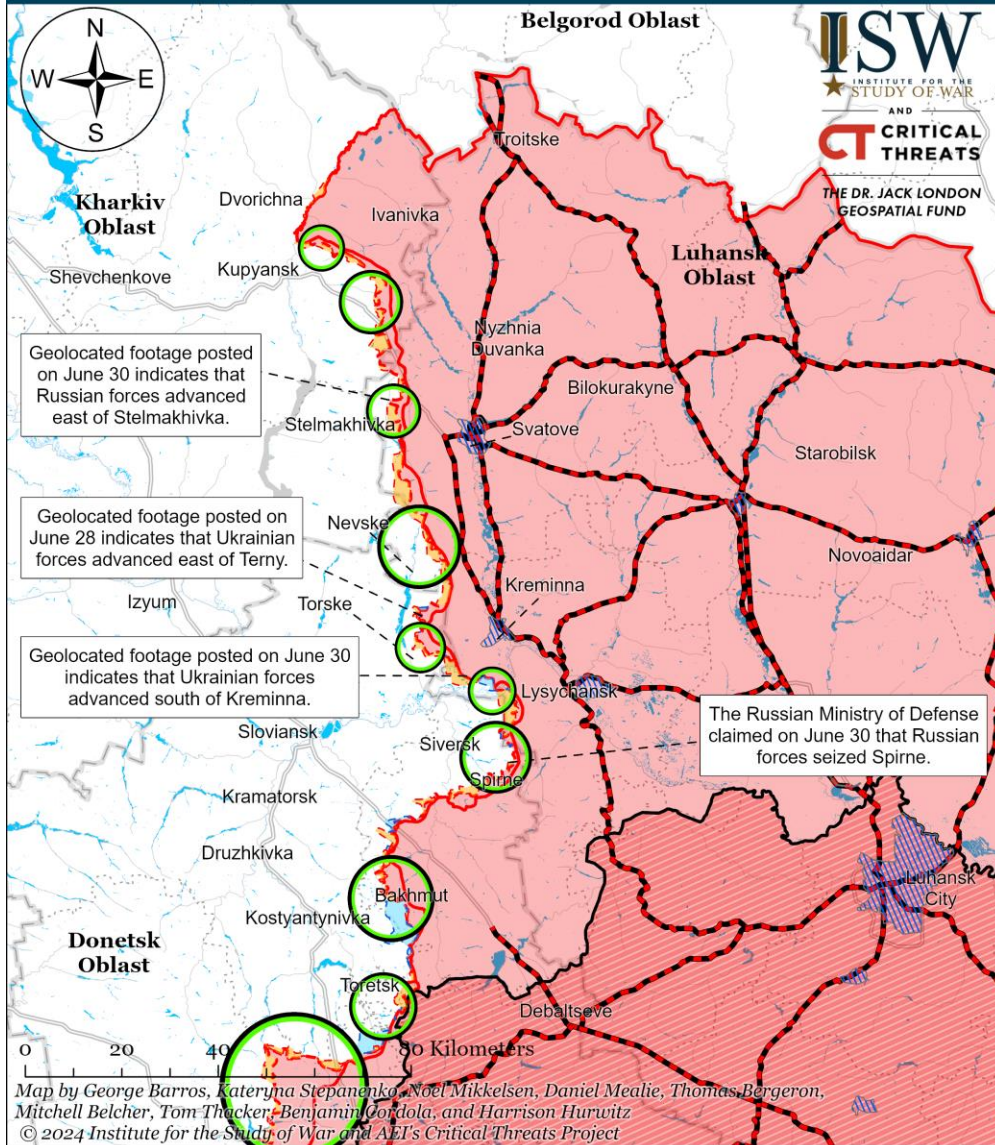 Belgorod Oblast
ISW
INSTITUTE FOR THE
STUDY OF WAR
AND
CT CRITICAL
THREATS
THE DR. JACK LONDON
GEOSPATIAL FUND
N
W E
S
Troitske
Dvorichna
Kharkiv
Oblast
Ivanivka
Kupyansk
Shevchenkove
Luhansk
Oblast
Nyzhnia
Duvanka
Geolocated footage posted
on June 30 indicates that
Russian forces advanced
east of Stelmakhivka.
Bilokurakyne
Stelmakhivka
Svatove
Starobilsk
Geolocated footage posted on
June 28 indicates that Ukrainian
forces advanced east of Terny.
Nevske
Novoaidar
Kreminna
Izyum
Torske
Geolocated footage posted on June 30
indicates that Ukrainian forces
advanced south of Kreminna.
Lysychansk
The Russian Ministry of Defense
claimed on June 30 that Russian
forces seized Spirne.
Sloviansk
Siversk
Spirne
Kramatorsk
Druzhkivka
Bakhmut
Luhansk
City
Kostyantynivka
Donetsk
Oblast
Toretsk
Debaltseve
0 20 40 80 Kilometers
Map by George Barros, Kateryna Stepanenko, Noel Mikkelsen, Daniel Mealie, Thomas Bergeron,
Mitchell Belcher, Tom Thacker, Benjamin Cordola, and Harrison Hurwitz
© 2024 Institute for the Study of War and AEI's Critical Threats Project